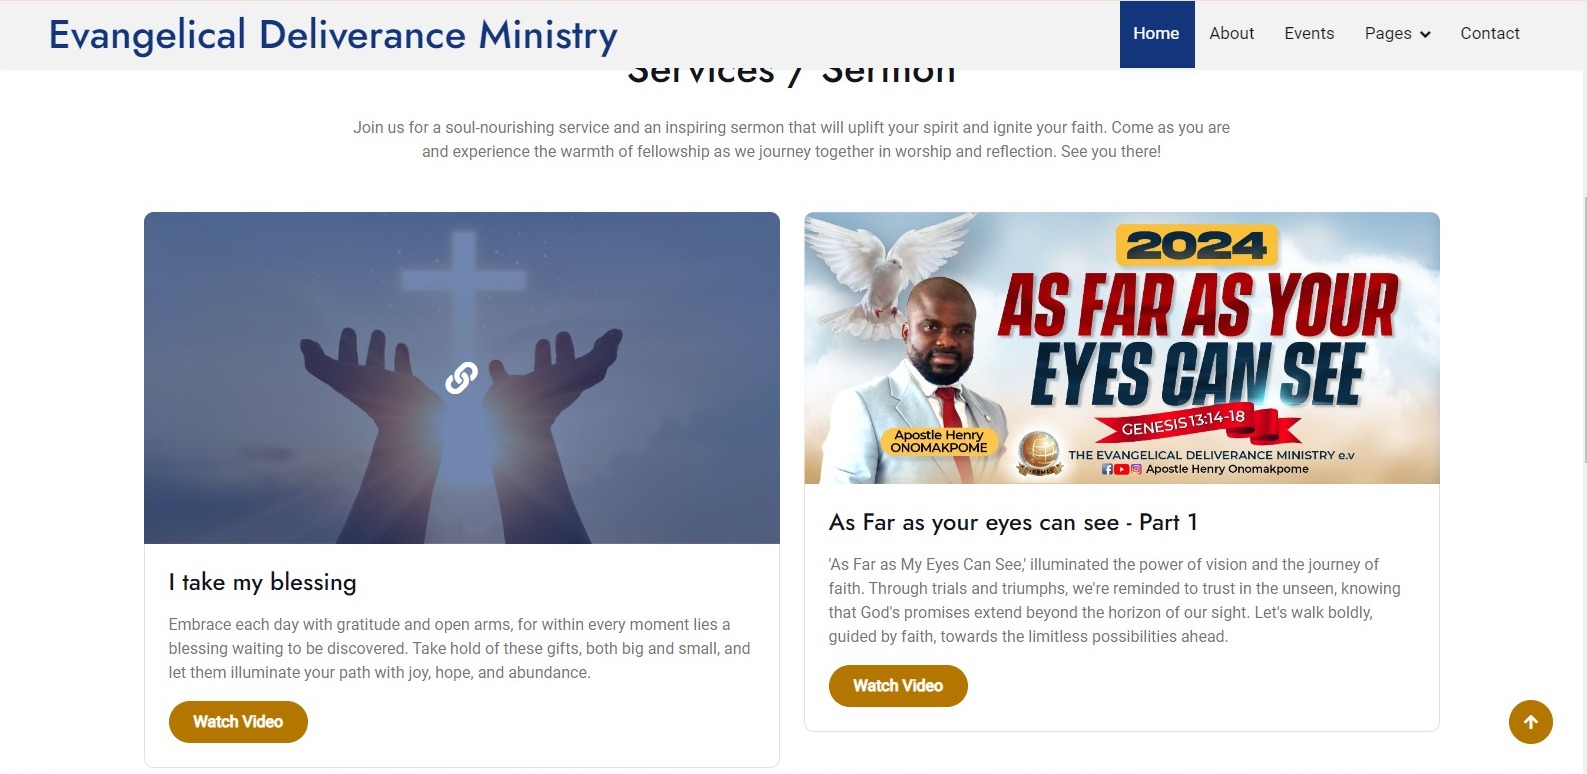 Evangelical Deliverance Ministry
Home About Events Pages Contact
Services / Sermon
Join us for a soul-nourishing service and an inspiring sermon that will uplift your spirit and ignite your faith. Come as you are
and experience the warmth of fellowship as we journey together in worship and reflection. See you there!
I take my blessing
Embrace each day with gratitude and open arms, for within every moment lies a
blessing waiting to be discovered. Take hold of these gifts, both big and small, and
let them illuminate your path with joy, hope, and abundance.
Watch Video
2024
AS FAR AS YOUR
EYES CAN SEE
GENESIS 13:14-18
Apostle Henry
ONOMAKPOME
THE EVANGELICAL DELIVERANCE MINISTRY e.v
Apostle Henry Onomakpome
As Far as your eyes can see - Part 1
'As Far as My Eyes Can See,' illuminated the power of vision and the journey of
faith. Through trials and triumphs, we're reminded to trust in the unseen, knowing
that God's promises extend beyond the horizon of our sight. Let's walk boldly,
guided by faith, towards the limitless possibilities ahead.
Watch Video